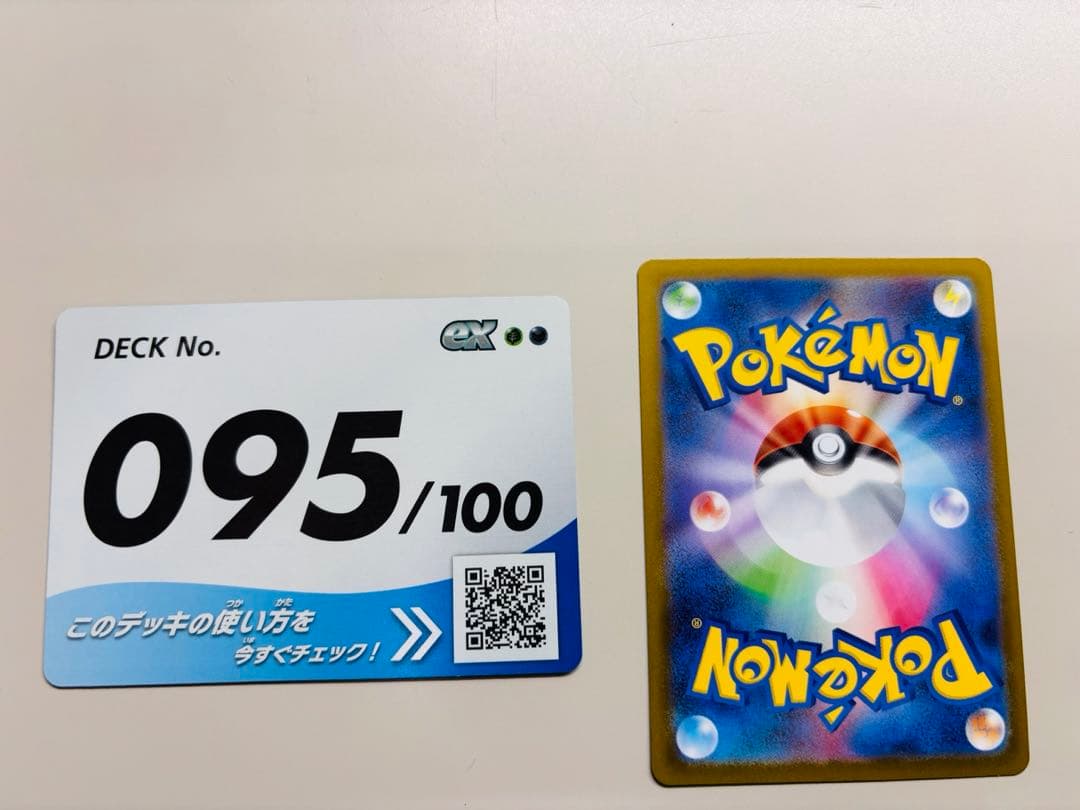 DECK No.
ex
095/100
このデッキの使い方を
今すぐチェック!
POKéMON
POKéMON